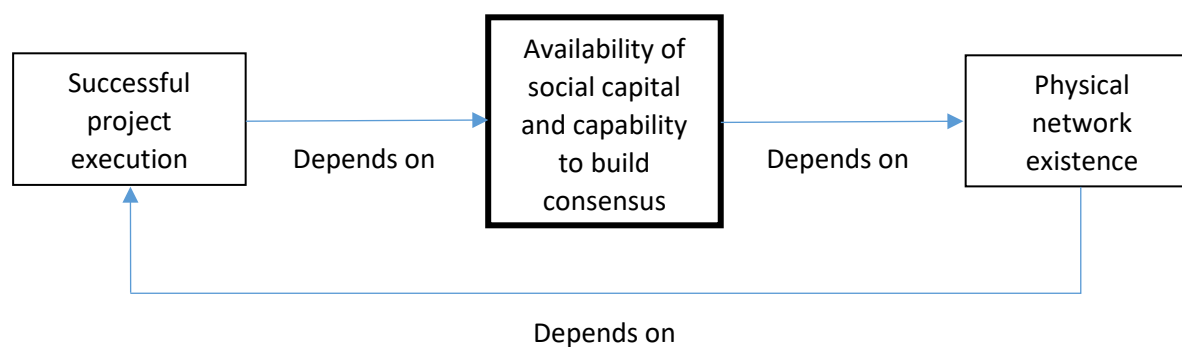 Successful
project
execution
Depends on
Availability of
social capital
and capability
to build
consensus
Depends on
Physical
network
existence
Depends on